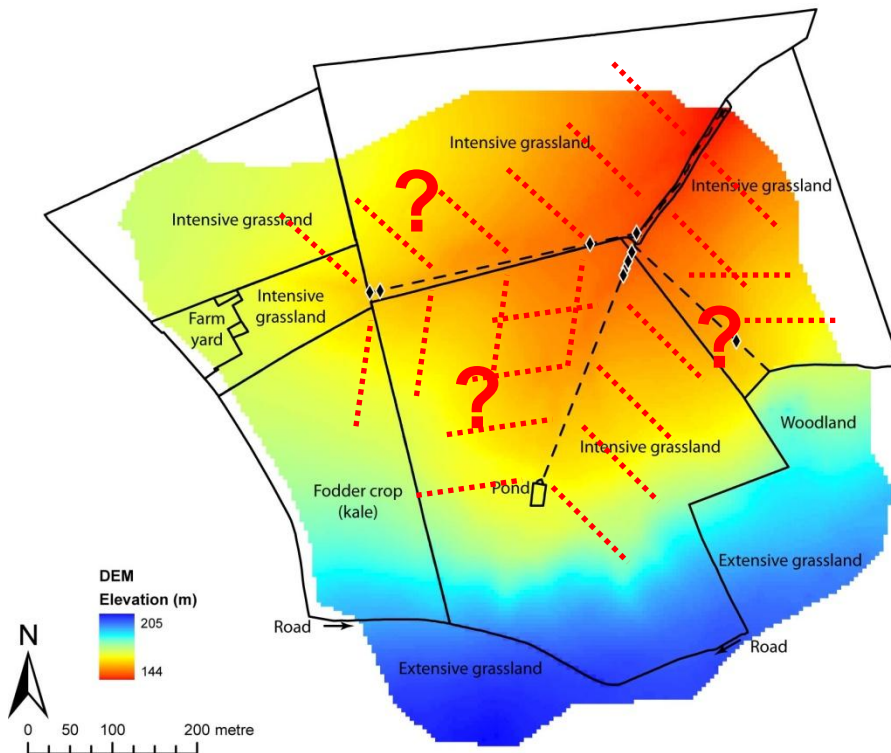 Intensive grassland
?
Intensive grassland
Intensive grassland
Intensive
grassland
Farm
yard
?
?
Woodland
Intensive grassland
Pond
Fodder crop
(kale)
Extensive grassland
DEM
Elevation (m)
205
144
Road
Road
Extensive grassland
N
0 50 100 200 metre